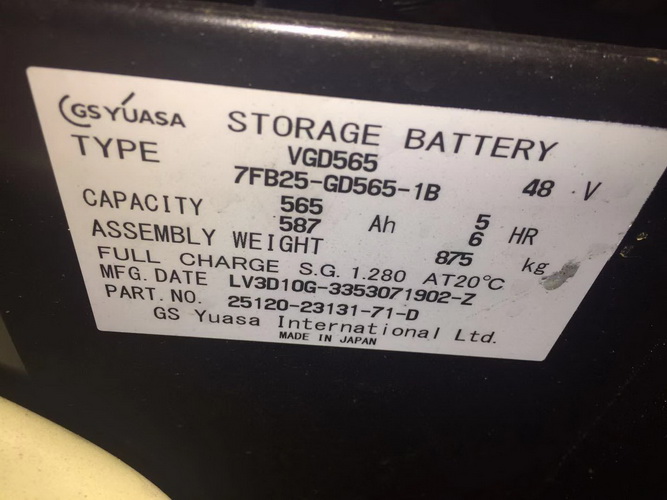 GS YUASA STORAGE BATTERY
TYPE VGD565
7FB25-GD565-1B 48 V
CAPACITY 565 Ah 5 HR
587 6
ASSEMBLY WEIGHT 875 kg
FULL CHARGE S.G. 1.280 AT20°C
MFG. DATE LV3D10G-3353071902-Z
PART. NO. 25120-23131-71-D
GS Yuasa International Ltd.
MADE IN JAPAN